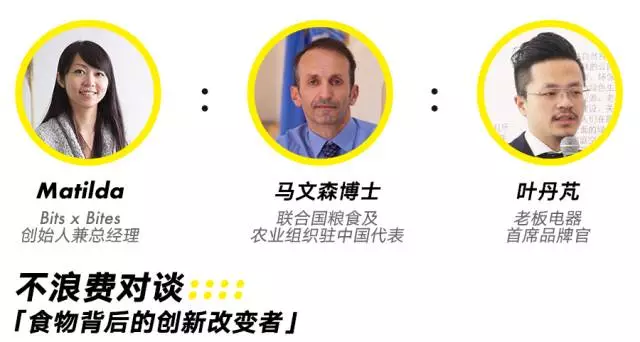 Matilda
Bits x Bites
创始人兼总经理
马文森博士
联合国粮食及
农业组织驻中国代表
叶丹芃
老板电器
首席品牌官
不浪费对谈::::
「食物背后的创新改变者」